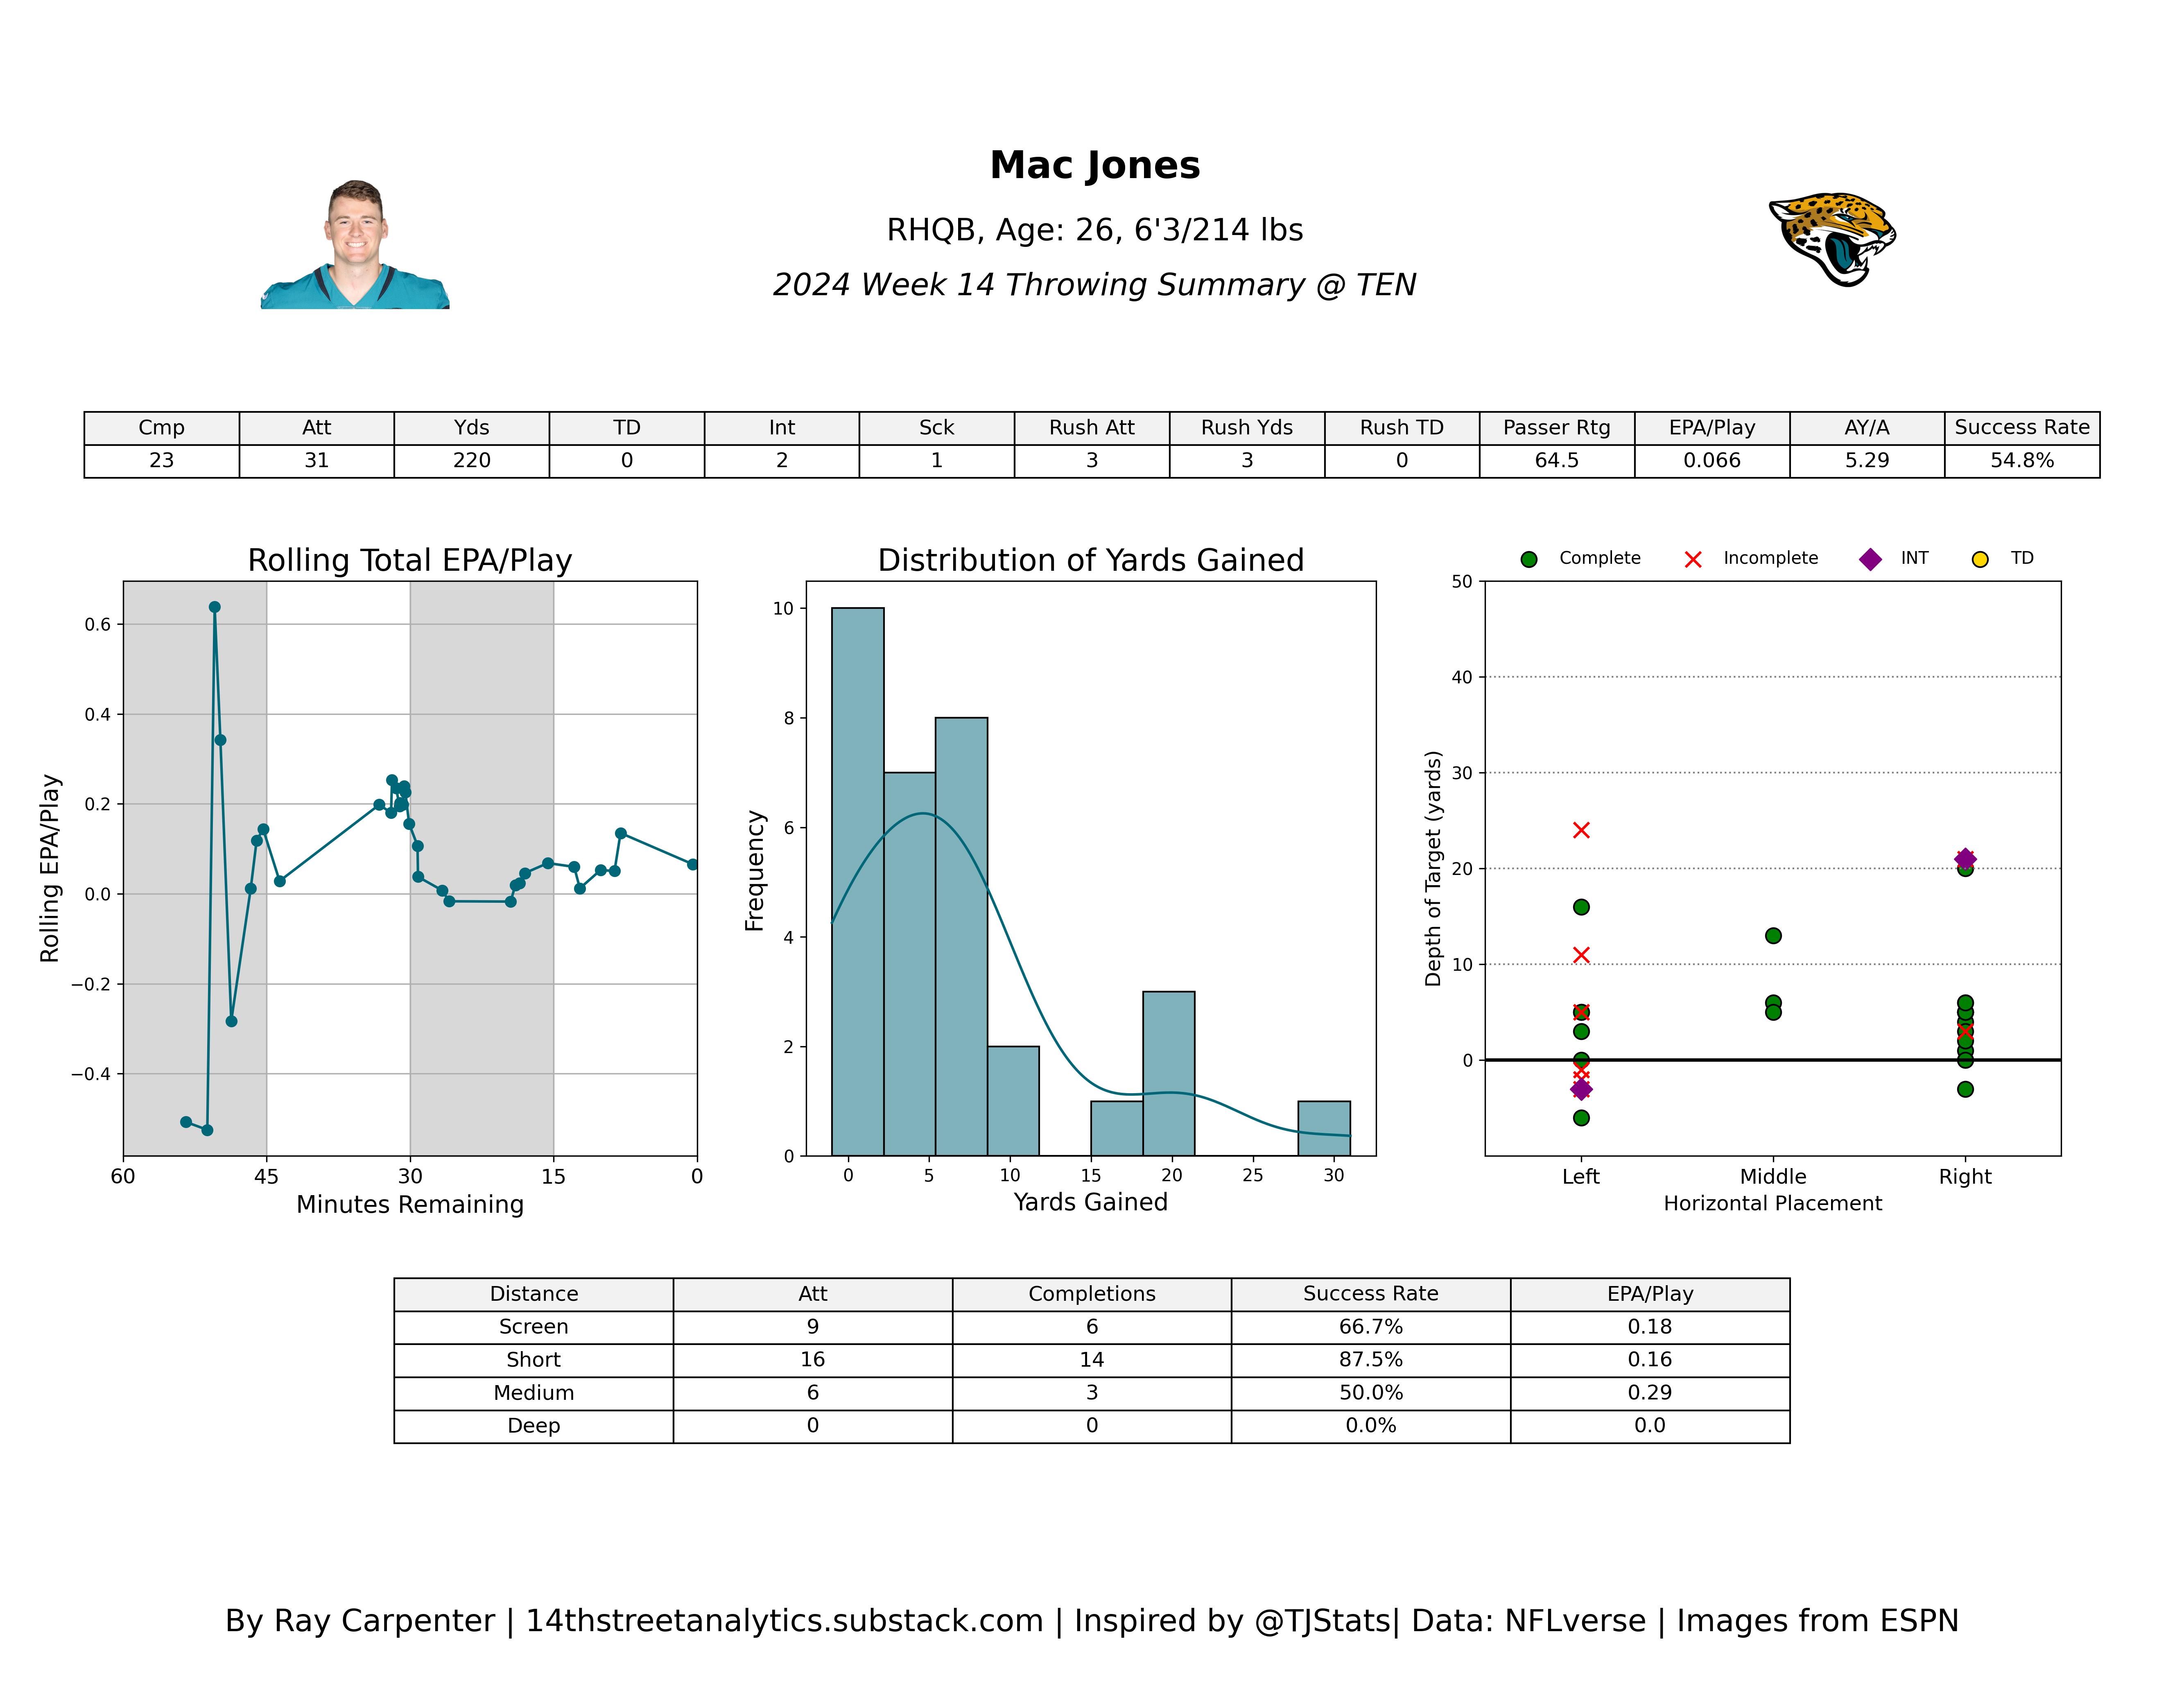 Mac Jones
RHQB, Age: 26, 6'3/214 lbs
2024 Week 14 Throwing Summary @ TEN
Cmp Att Yds TD Int Sck Rush Att Rush Yds Rush TD Passer Rtg EPA/Play AY/A Success Rate
23 31 220 0 2 1 3 3 0 64.5 0.066 5.29 54.8%
Rolling Total EPA/Play
0.6
0.4
0.2
0.0
−0.2
−0.4
Rolling EPA/Play
60 45 30 15 0
Minutes Remaining
Distribution of Yards Gained
10
8
6
4
2
0
Frequency
0 5 10 15 20 25 30
Yards Gained
Complete Incomplete INT TD
50
40
30
20
10
0
Depth of Target (yards)
Left Middle Right
Horizontal Placement
Distance Att Completions Success Rate EPA/Play
Screen 9 6 66.7% 0.18
Short 16 14 87.5% 0.16
Medium 6 3 50.0% 0.29
Deep 0 0 0.0% 0.0
By Ray Carpenter | 14thstreetanalytics.substack.com | Inspired by @TJStats| Data: NFLverse | Images from ESPN